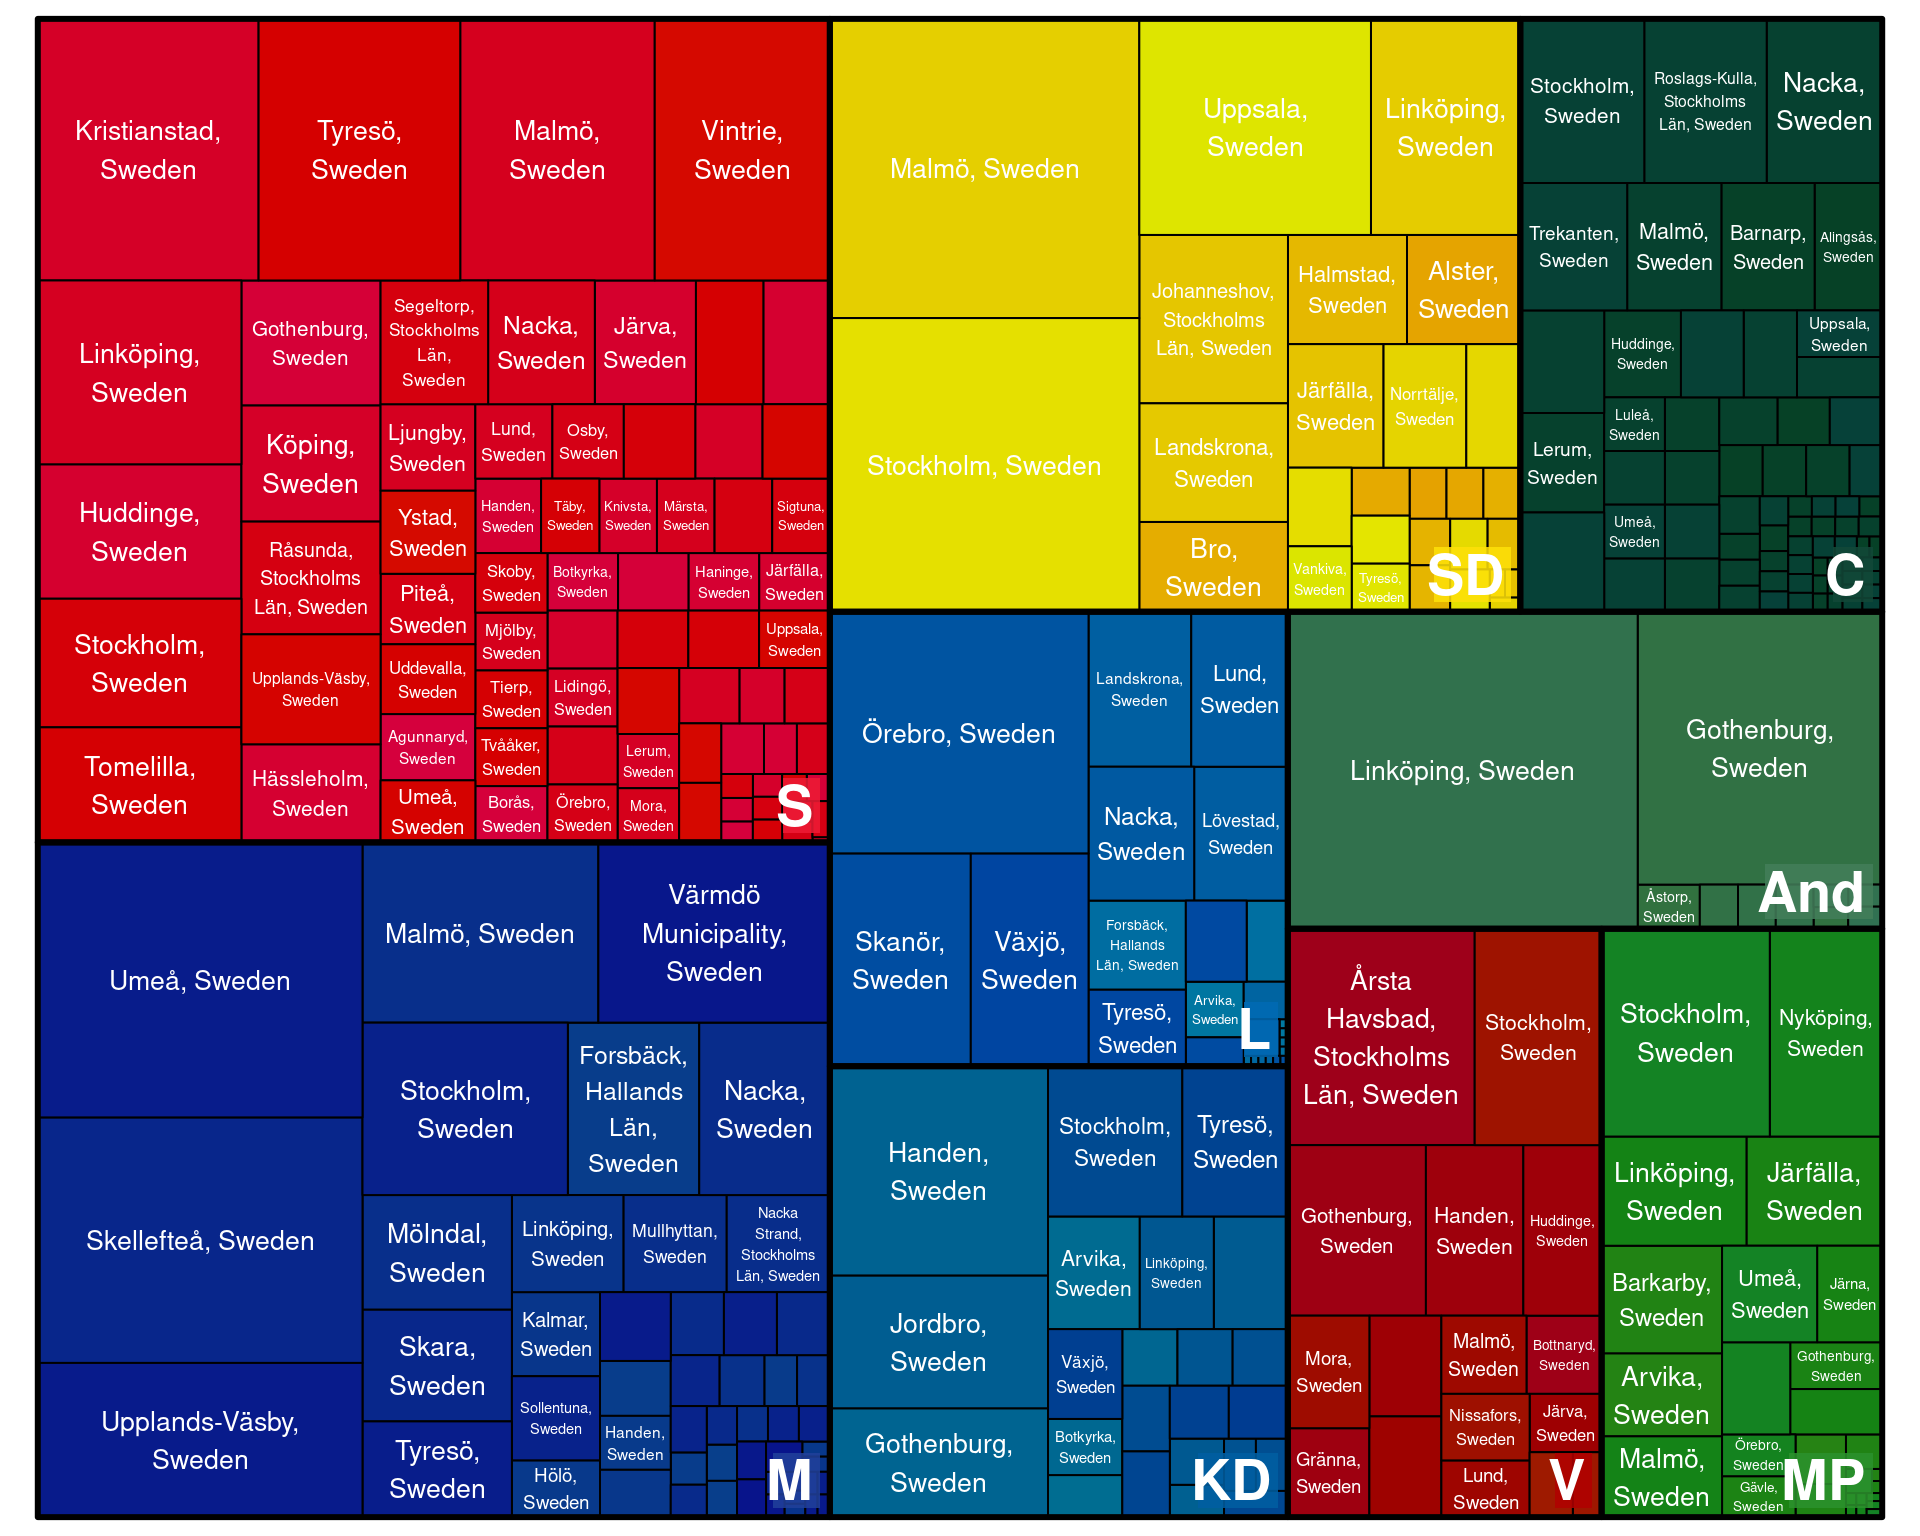 Kristianstad,
Sweden
Tyresö,
Sweden
Malmö,
Sweden
Vintrie,
Sweden
Linköping,
Sweden
Huddinge,
Sweden
Stockholm,
Sweden
Tomelilla,
Sweden
Gothenburg,
Sweden
Köping,
Sweden
Råsunda,
Stockholms
Län, Sweden
Upplands-Väsby,
Sweden
Hässleholm,
Sweden
Segeltorp,
Stockholms
Län,
Sweden
Nacka,
Sweden
Järva,
Sweden
Ljungby,
Sweden
Ystad,
Sweden
Piteå,
Sweden
Uddevalla,
Sweden
Agunnaryd,
Sweden
Umeå,
Sweden
Lund,
Sweden
Osby,
Sweden
Handen,
Sweden
Täby,
Sweden
Knivsta,
Sweden
Märsta,
Sweden
Sigtuna,
Sweden
Skoby,
Sweden
Mjölby,
Sweden
Tierp,
Sweden
Tvååker,
Sweden
Borås,
Sweden
Botkyrka,
Sweden
Haninge,
Sweden
Järfälla,
Sweden
Uppsala,
Sweden
Lidingö,
Sweden
Örebro,
Sweden
Lerum,
Sweden
Mora,
Sweden
S
Malmö, Sweden
Stockholm, Sweden
Uppsala,
Sweden
Linköping,
Sweden
Johanneshov,
Stockholms
Län, Sweden
Landskrona,
Sweden
Bro,
Sweden
Halmstad,
Sweden
Alster,
Sweden
Järfälla,
Sweden
Norrtälje,
Sweden
Vankiva,
Sweden
Tyresö,
Sweden
SD
Stockholm,
Sweden
Roslags-Kulla,
Stockholms
Län, Sweden
Nacka,
Sweden
Trekanten,
Sweden
Malmö,
Sweden
Barnarp,
Sweden
Alingsås,
Sweden
Huddinge,
Sweden
Uppsala,
Sweden
Lerum,
Sweden
Luleå,
Sweden
Umeå,
Sweden
C
Umeå, Sweden
Skellefteå, Sweden
Upplands-Väsby,
Sweden
Malmö, Sweden
Värmdö
Municipality,
Sweden
Stockholm,
Sweden
Forsbäck,
Hallands
Län,
Sweden
Nacka,
Sweden
Mölndal,
Sweden
Skara,
Sweden
Tyresö,
Sweden
Linköping,
Sweden
Mullhyttan,
Sweden
Nacka
Strand,
Stockholms
Län, Sweden
Kalmar,
Sweden
Sollentuna,
Sweden
Hölö,
Sweden
Handen,
Sweden
M
Örebro, Sweden
Skanör,
Sweden
Växjö,
Sweden
Landskrona,
Sweden
Lund,
Sweden
Nacka,
Sweden
Lövestad,
Sweden
Forsbäck,
Hallands
Län, Sweden
Tyresö,
Sweden
Arvika,
Sweden
L
Handen,
Sweden
Jordbro,
Sweden
Gothenburg,
Sweden
Stockholm,
Sweden
Tyresö,
Sweden
Arvika,
Sweden
Linköping,
Sweden
Växjö,
Sweden
Botkyrka,
Sweden
KD
Linköping, Sweden
Gothenburg,
Sweden
Åstorp,
Sweden
And
Årsta
Havsbad,
Stockholms
Län, Sweden
Stockholm,
Sweden
Gothenburg,
Sweden
Handen,
Sweden
Huddinge,
Sweden
Mora,
Sweden
Gränna,
Sweden
Malmö,
Sweden
Bottnaryd,
Sweden
Nissafors,
Sweden
Järva,
Sweden
Lund,
Sweden
V
Stockholm,
Sweden
Nyköping,
Sweden
Linköping,
Sweden
Järfälla,
Sweden
Barkarby,
Sweden
Arvika,
Sweden
Malmö,
Sweden
Umeå,
Sweden
Järna,
Sweden
Gothenburg,
Sweden
Örebro,
Sweden
Gävle,
Sweden
MP